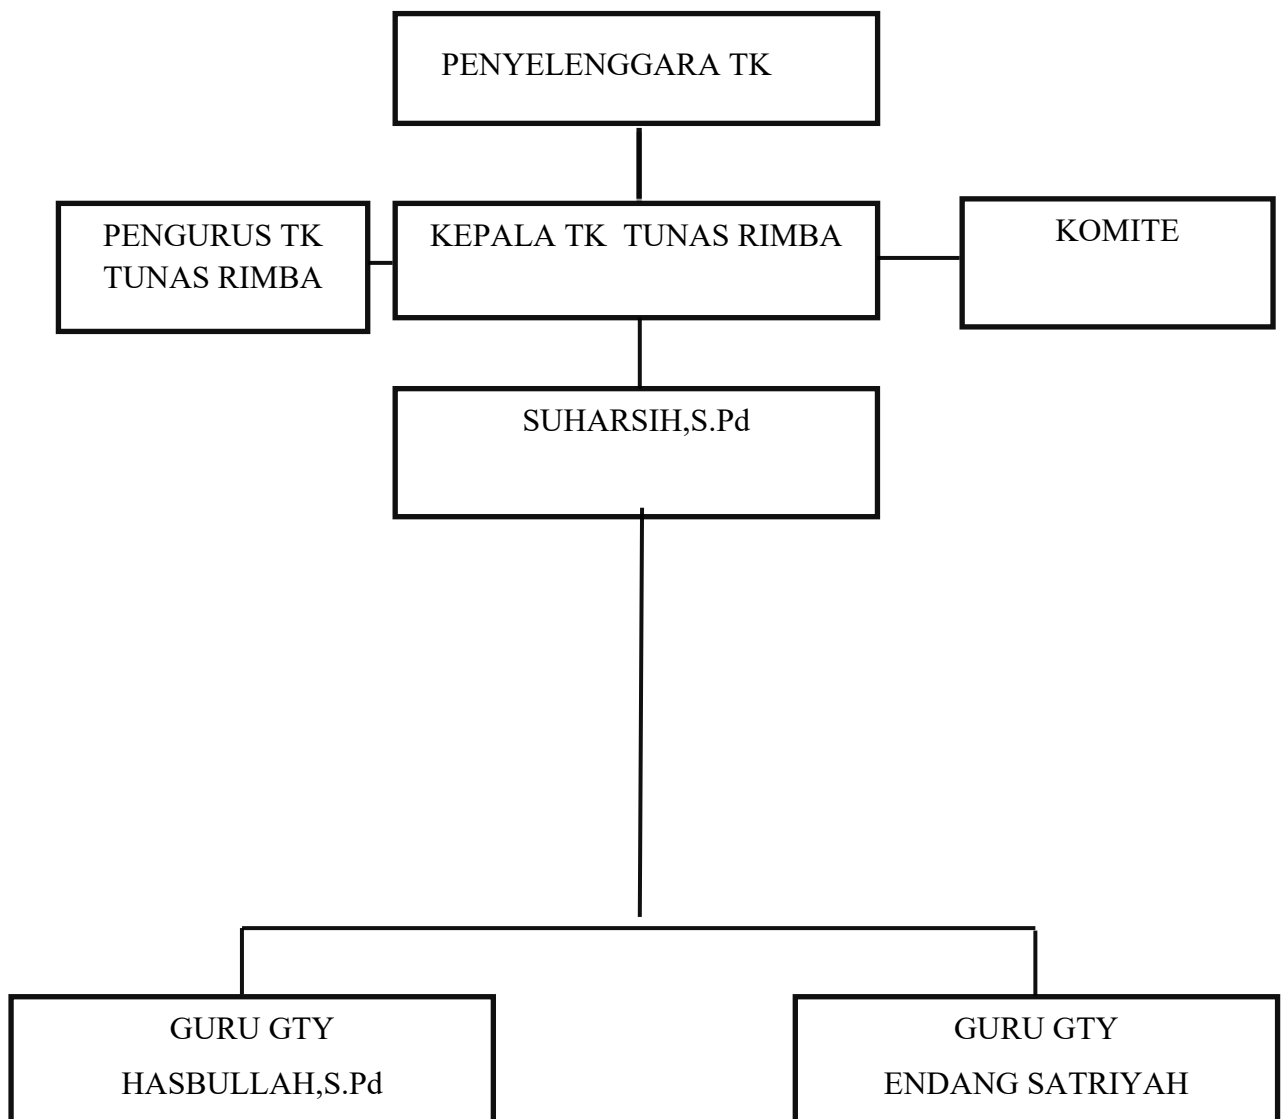 PENYELENGGARA TK
PENGURUS TK
TUNAS RIMBA
KEPALA TK  TUNAS RIMBA
KOMITE
SUHARSIH,S.Pd
GURU GTY
HASBULLAH,S.Pd
GURU GTY
ENDANG SATRIYAH